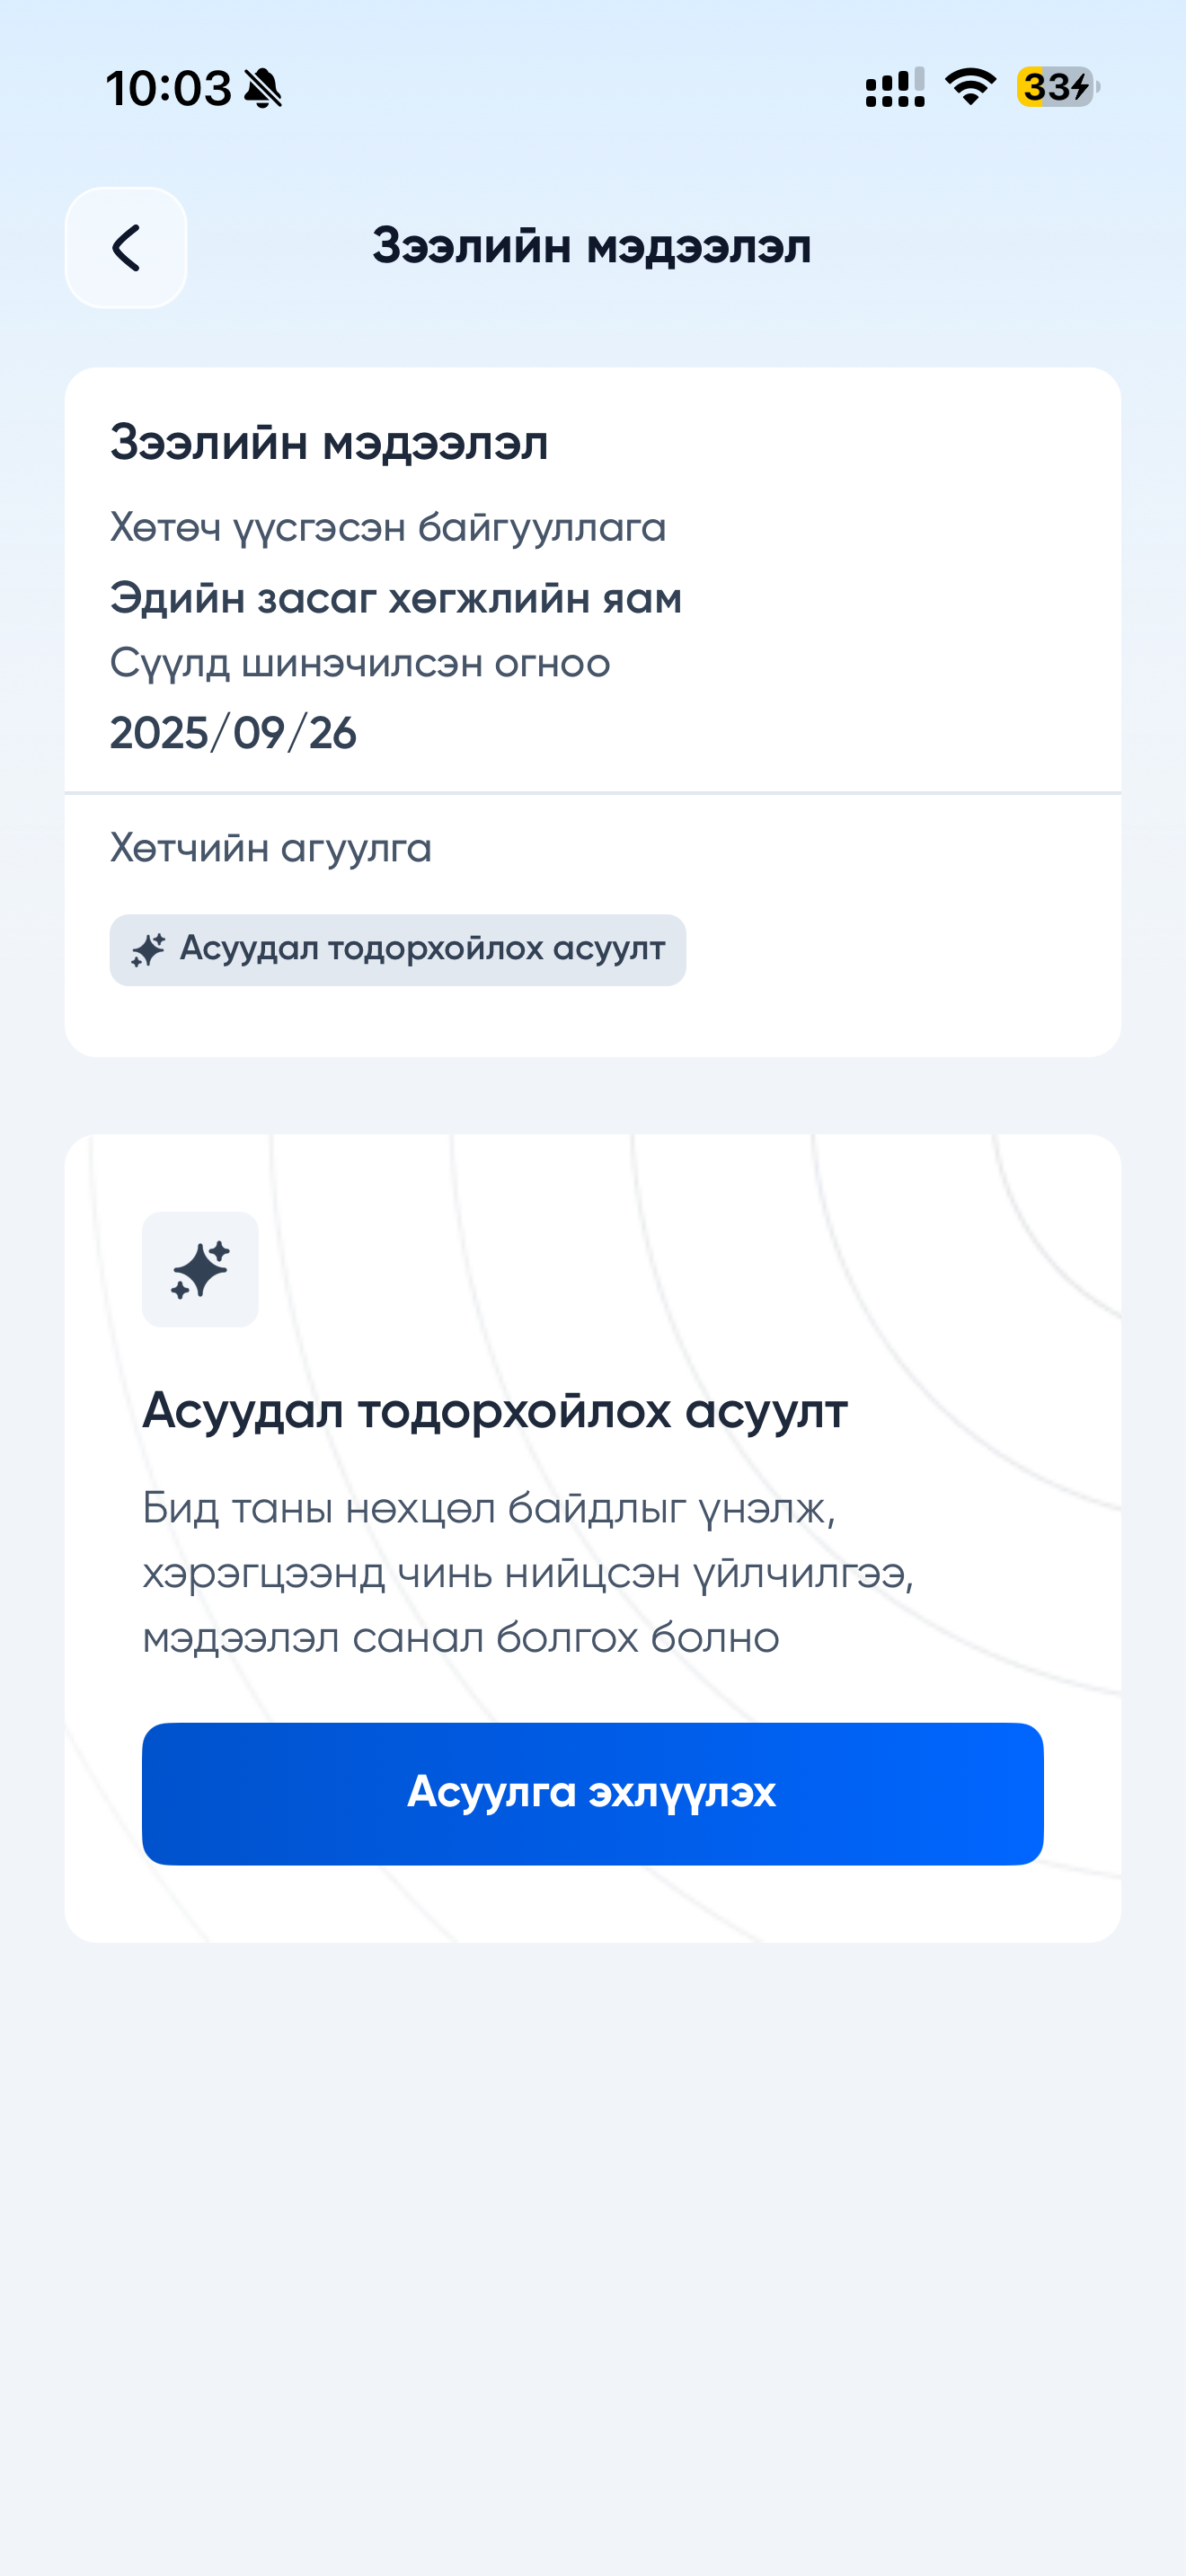 10:03
33
Зээлийн мэдээлэл
Зээлийн мэдээлэл
Хөтөч үүсгэсэн байгууллага
Эдийн засаг хөгжлийн яам
Сүүлд шинэчилсэн огноо
2025/09/26
Хөтчийн агуулга
Асуудал тодорхойлох асуулт
Асуудал тодорхойлох асуулт
Бид таны нөхцөл байдлыг үнэлж,
хэрэгцээнд чинь нийцсэн үйлчилгээ,
мэдээлэл санал болгох болно
Асуулга эхлүүлэх